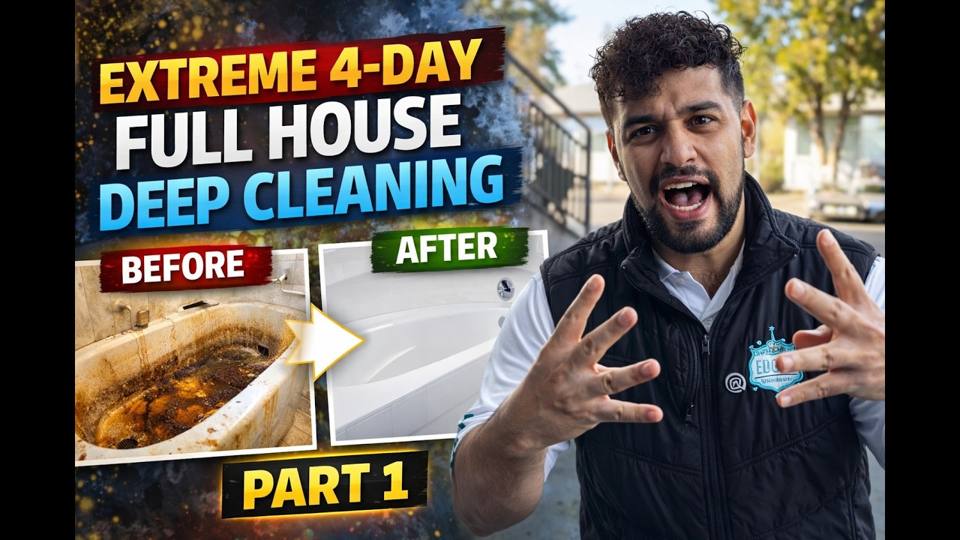 EXTREME 4-DAY
FULL HOUSE
DEEP CLEANING
BEFORE
AFTER
PART 1